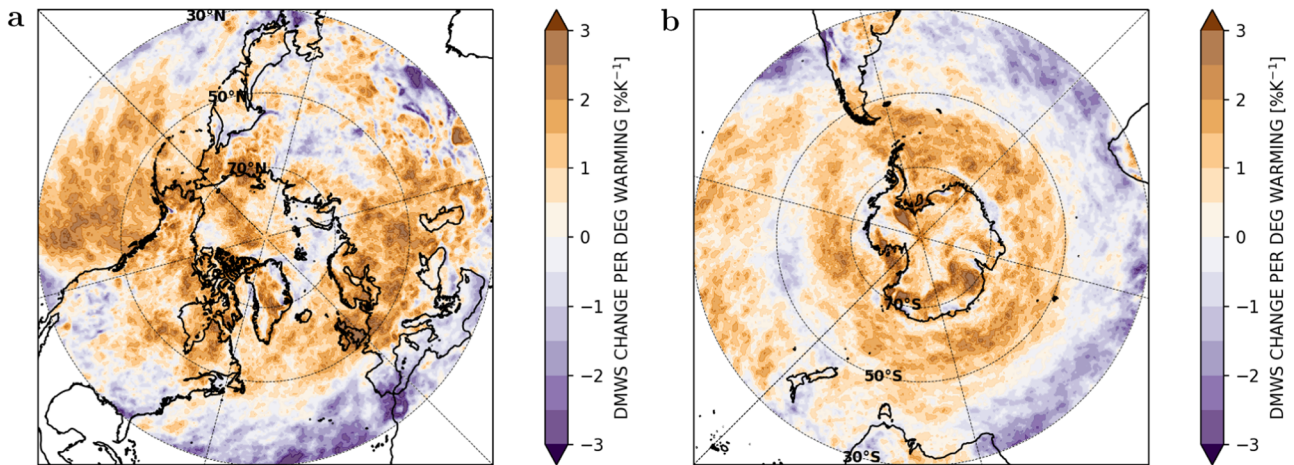 a
30°N
50°N
70°N
3
2
1
0
−1
−2
−3
DMWS CHANGE PER DEG WARMING [%K⁻¹]
b
70°S
50°S
30°S
3
2
1
0
−1
−2
−3
DMWS CHANGE PER DEG WARMING [%K⁻¹]